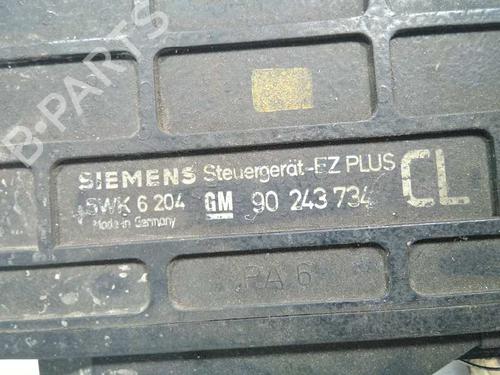 B-PARTS
SIEMENS Steuergerät-EZ PLUS CL
5WK 6 204 GM 90 243 734
Made in Germany
PA 6